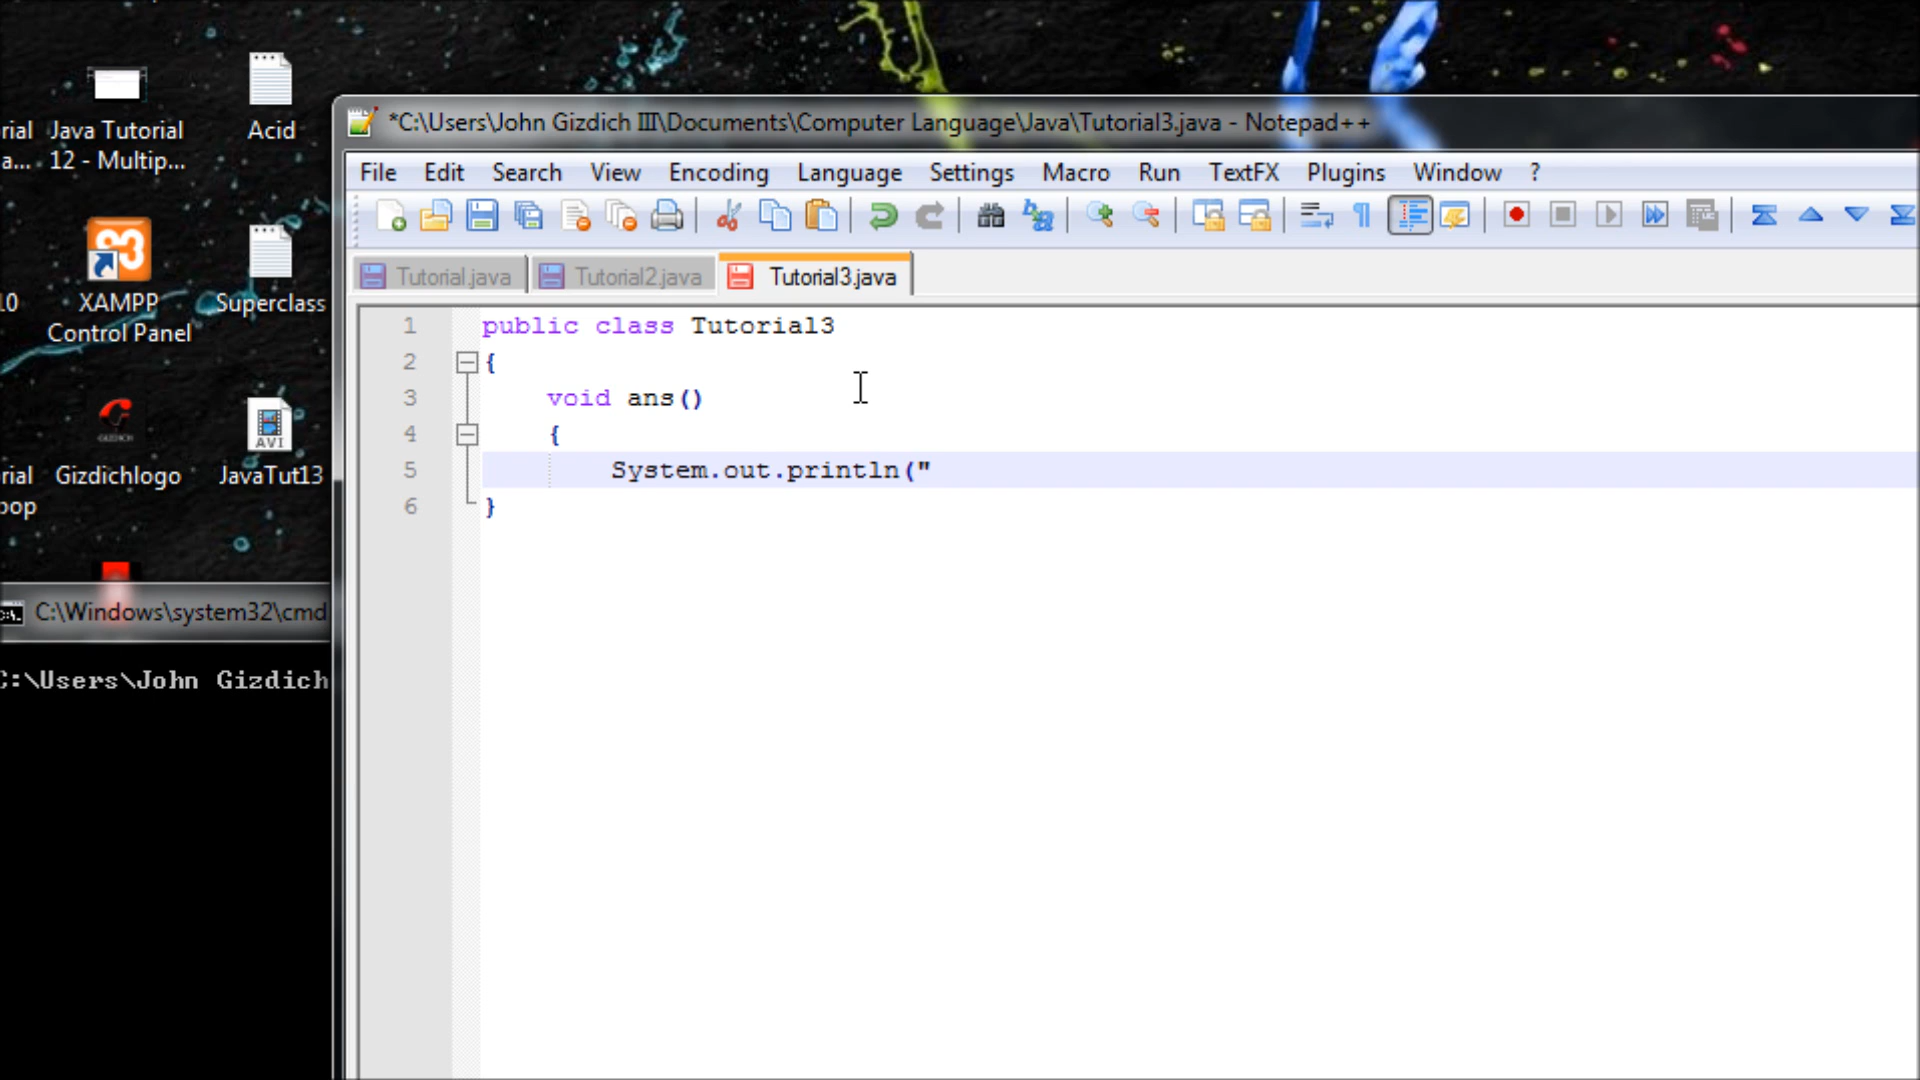 rial
a...
Java Tutorial
12 - Multip...
Acid
10
XAMPP
Control Panel
Superclass
rial
pop
GIZDICH
Gizdichlogo
AVI
JavaTut13
C:\Windows\system32\cmd
C:\Users\John Gizdich
*C:\Users\John Gizdich III\Documents\Computer Language\Java\Tutorial3.java - Notepad++
File Edit Search View Encoding Language Settings Macro Run TextFX Plugins Window ?
Tutorial.java Tutorial2.java Tutorial3.java
1 public class Tutorial3
2 {
3 void ans()
4 {
5 System.out.println("
6 }